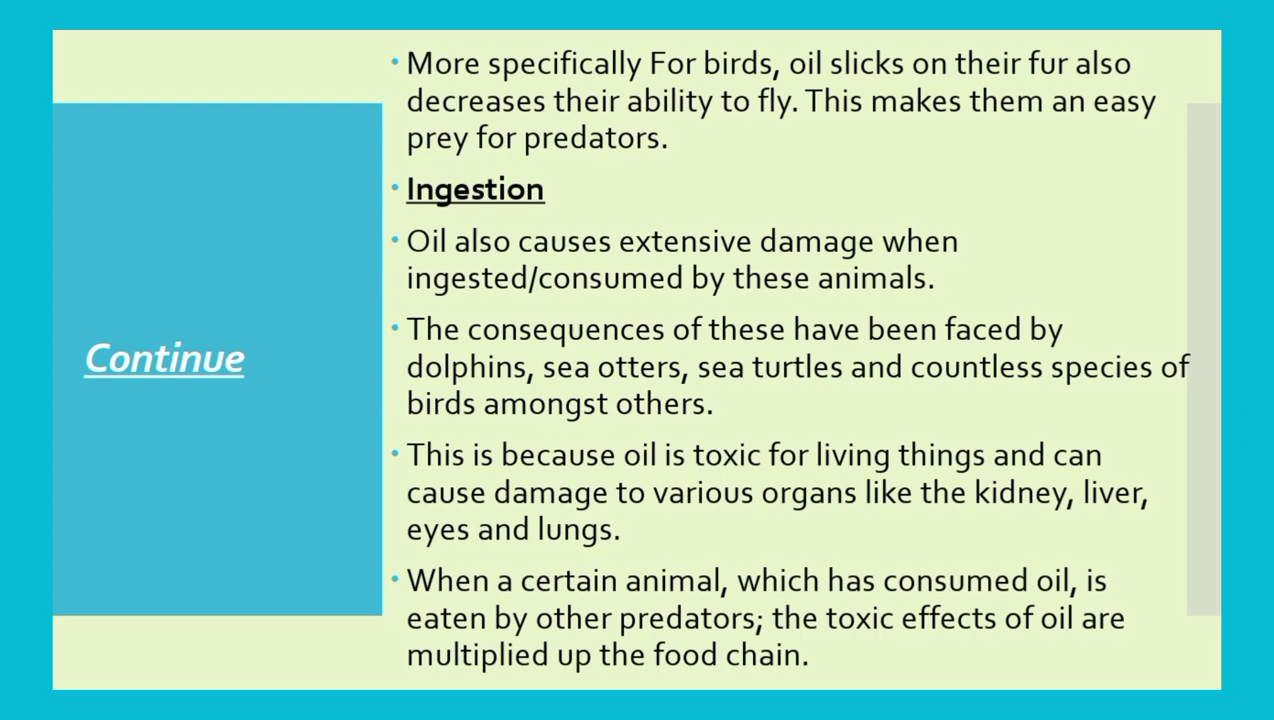 Continue
• More specifically For birds, oil slicks on their fur also
decreases their ability to fly. This makes them an easy
prey for predators.
• Ingestion
• Oil also causes extensive damage when
ingested/consumed by these animals.
• The consequences of these have been faced by
dolphins, sea otters, sea turtles and countless species of
birds amongst others.
• This is because oil is toxic for living things and can
cause damage to various organs like the kidney, liver,
eyes and lungs.
• When a certain animal, which has consumed oil, is
eaten by other predators; the toxic effects of oil are
multiplied up the food chain.